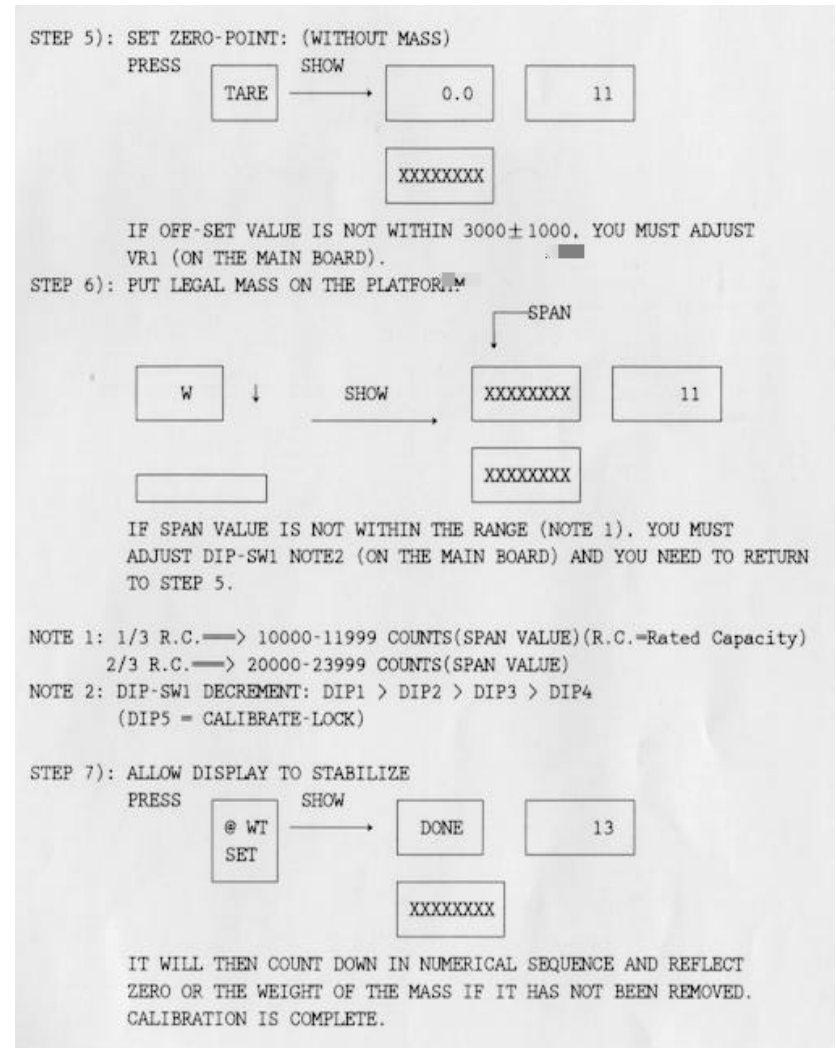 STEP 5): SET ZERO-POINT: (WITHOUT MASS)
PRESS SHOW
TARE 0.0 11
XXXXXXXX
IF OFF-SET VALUE IS NOT WITHIN 3000±1000, YOU MUST ADJUST
VR1 (ON THE MAIN BOARD).
STEP 6): PUT LEGAL MASS ON THE PLATFORM
SPAN
W ↓ SHOW XXXXXXXX 11
XXXXXXXX
IF SPAN VALUE IS NOT WITHIN THE RANGE (NOTE 1), YOU MUST
ADJUST DIP-SW1 NOTE2 (ON THE MAIN BOARD) AND YOU NEED TO RETURN
TO STEP 5.
NOTE 1: 1/3 R.C.═══> 10000-11999 COUNTS(SPAN VALUE)(R.C.=Rated Capacity)
2/3 R.C.═══> 20000-23999 COUNTS(SPAN VALUE)
NOTE 2: DIP-SW1 DECREMENT: DIP1 > DIP2 > DIP3 > DIP4
(DIP5 = CALIBRATE-LOCK)
STEP 7): ALLOW DISPLAY TO STABILIZE
PRESS SHOW
@ WT DONE 13
SET
XXXXXXXX
IT WILL THEN COUNT DOWN IN NUMERICAL SEQUENCE AND REFLECT
ZERO OR THE WEIGHT OF THE MASS IF IT HAS NOT BEEN REMOVED.
CALIBRATION IS COMPLETE.